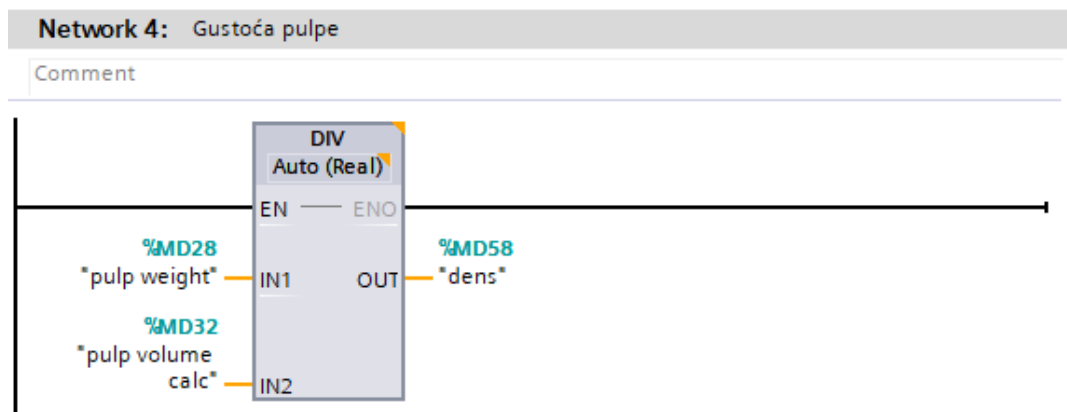 Network 4: Gustoća pulpe
Comment
DIV
Auto (Real)
EN ENO
%MD28
"pulp weight" IN1
%MD58
OUT "dens"
%MD32
"pulp volume
calc" IN2